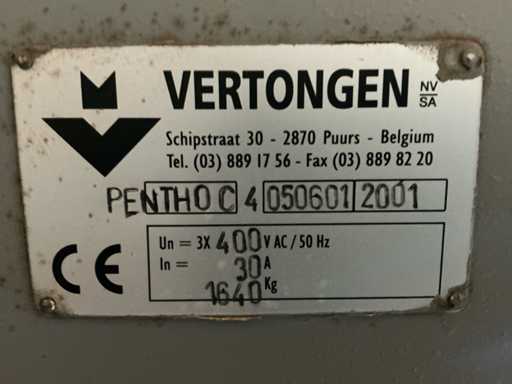 VERTONGEN NV/SA
Schipstraat 30 - 2870 Puurs - Belgium
Tel. (03) 889 17 56 - Fax (03) 889 82 20
PENTHO C 4 050601 2001
Un = 3X 400 V AC / 50 Hz
In = 30 A
1640 Kg
CE